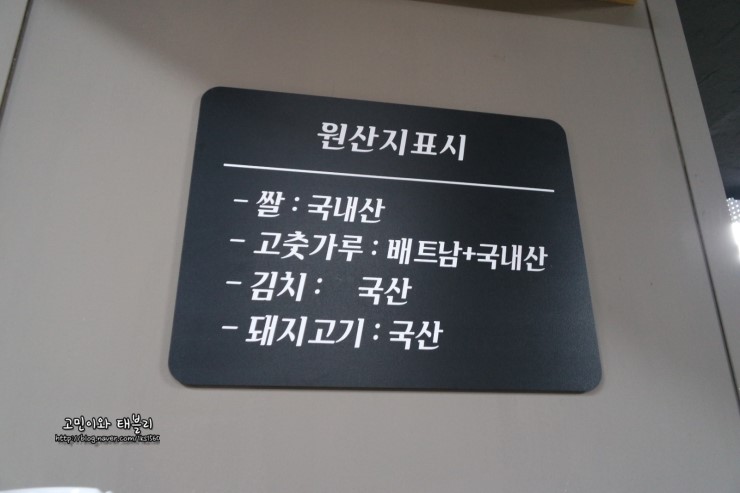 원산지표시
- 쌀 : 국내산
- 고춧가루 : 배트남+국내산
- 김치 : 국산
- 돼지고기 : 국산
고민이와 태블리